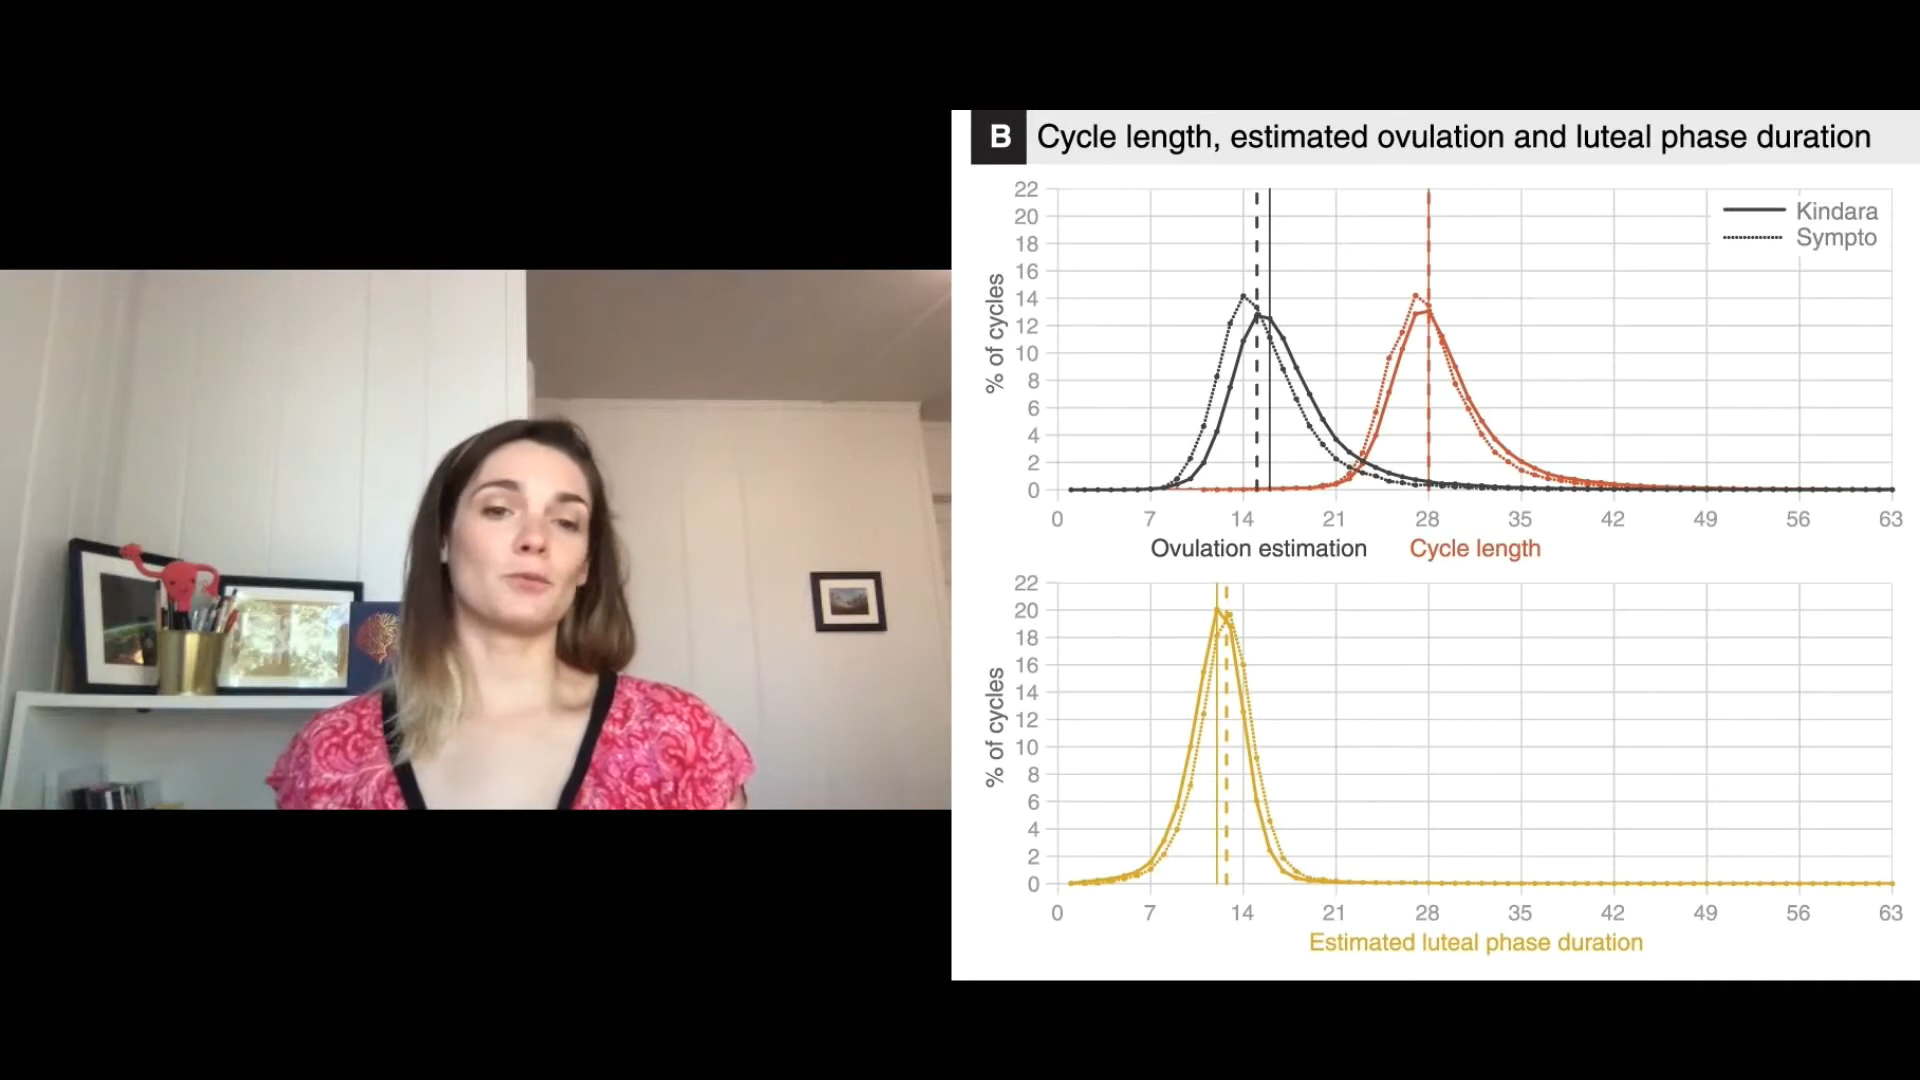 B Cycle length, estimated ovulation and luteal phase duration
22
20
18
16
14
12
10
8
6
4
2
0
% of cycles
Kindara
Sympto
0 7 14 21 28 35 42 49 56 63
Ovulation estimation Cycle length
22
20
18
16
14
12
10
8
6
4
2
0
% of cycles
0 7 14 21 28 35 42 49 56 63
Estimated luteal phase duration